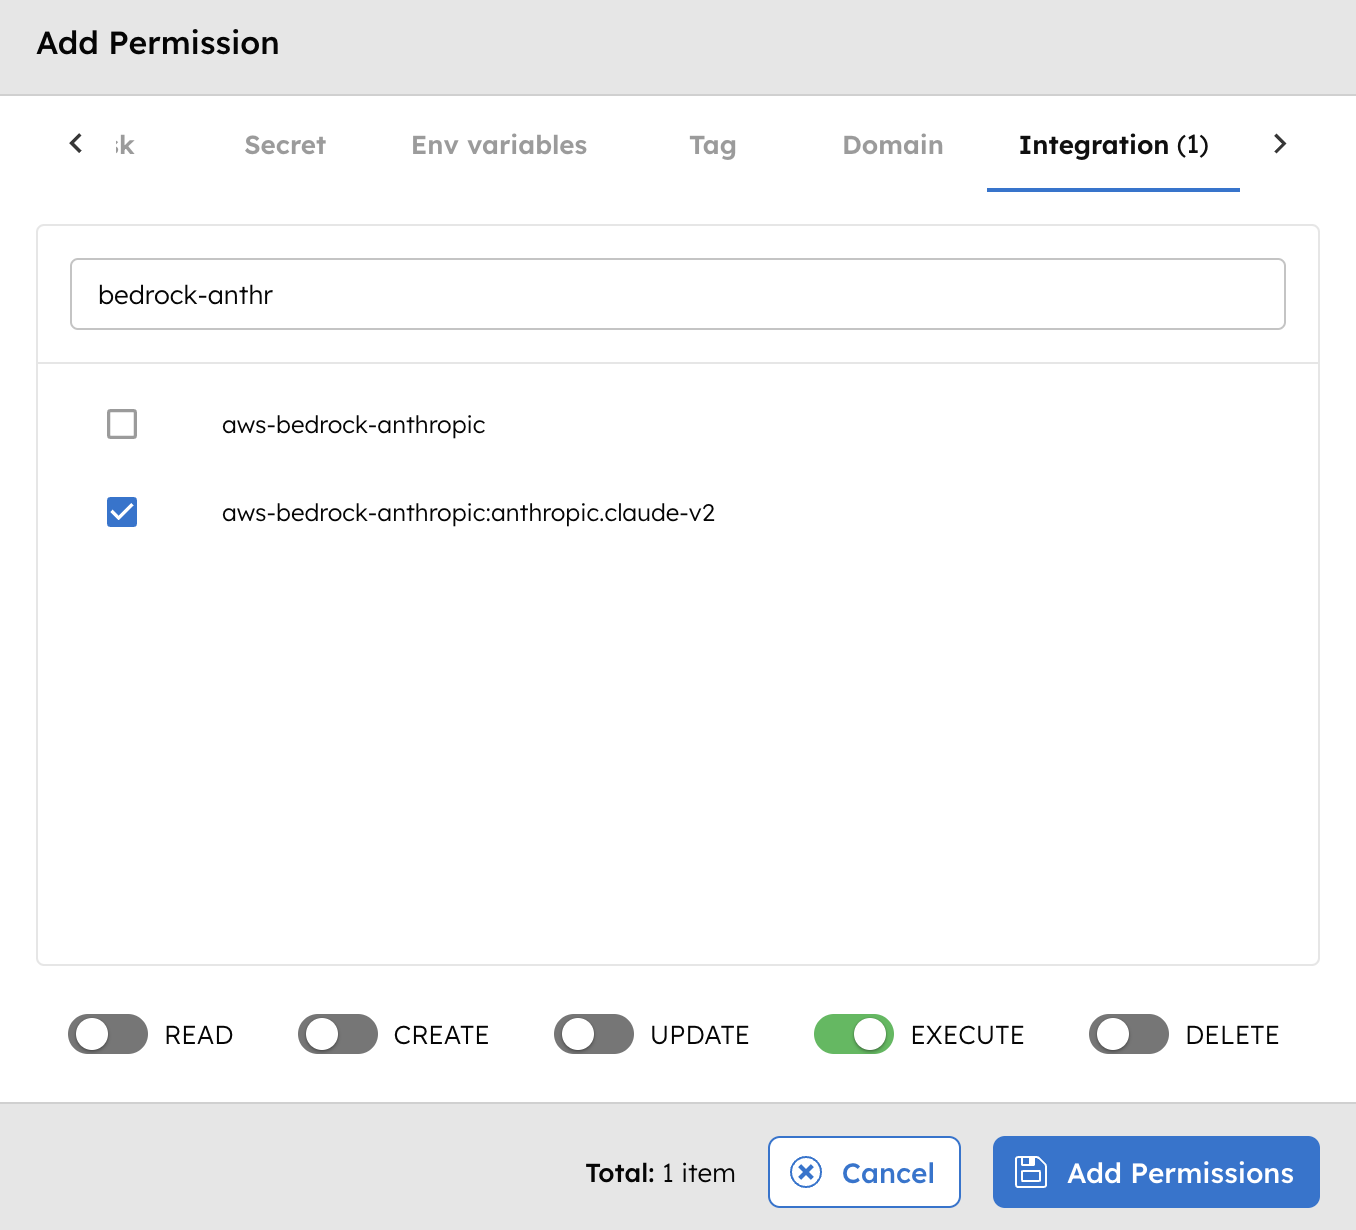 Add Permission
Secret Env variables Tag Domain Integration (1)
bedrock-anthr
aws-bedrock-anthropic
aws-bedrock-anthropic:anthropic.claude-v2
READ CREATE UPDATE EXECUTE DELETE
Total: 1 item Cancel Add Permissions